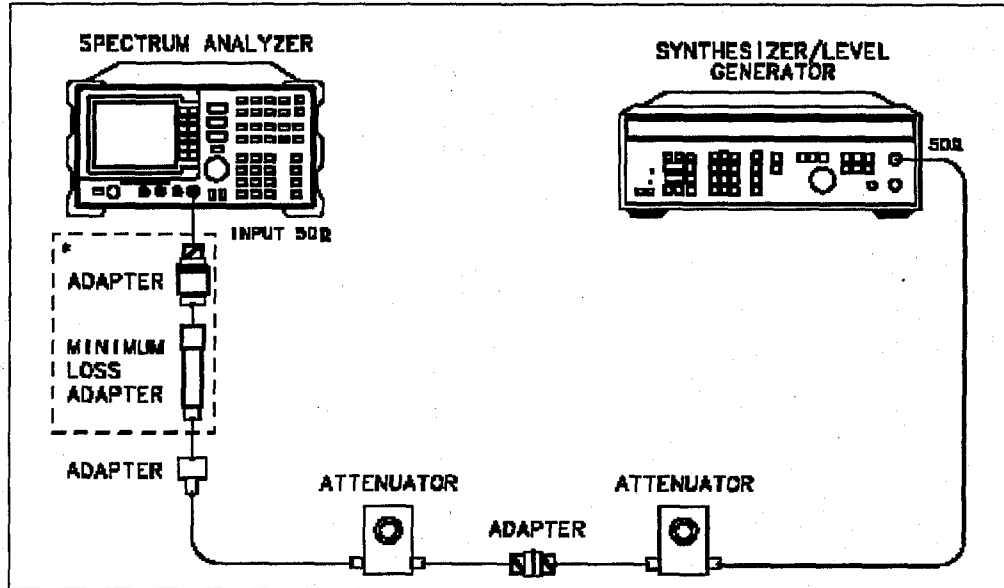 SPECTRUM ANALYZER
SYNTHESIZER/LEVEL
GENERATOR
50Ω
INPUT 50Ω
*
ADAPTER
MINIMUM
LOSS
ADAPTER
ADAPTER
ATTENUATOR
ADAPTER
ATTENUATOR